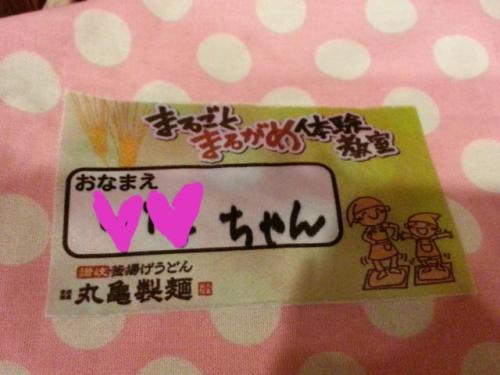 まるごと
まるがめ体験
教室
おなまえ
ちゃん
讃岐釜揚げうどん
丸亀製麺